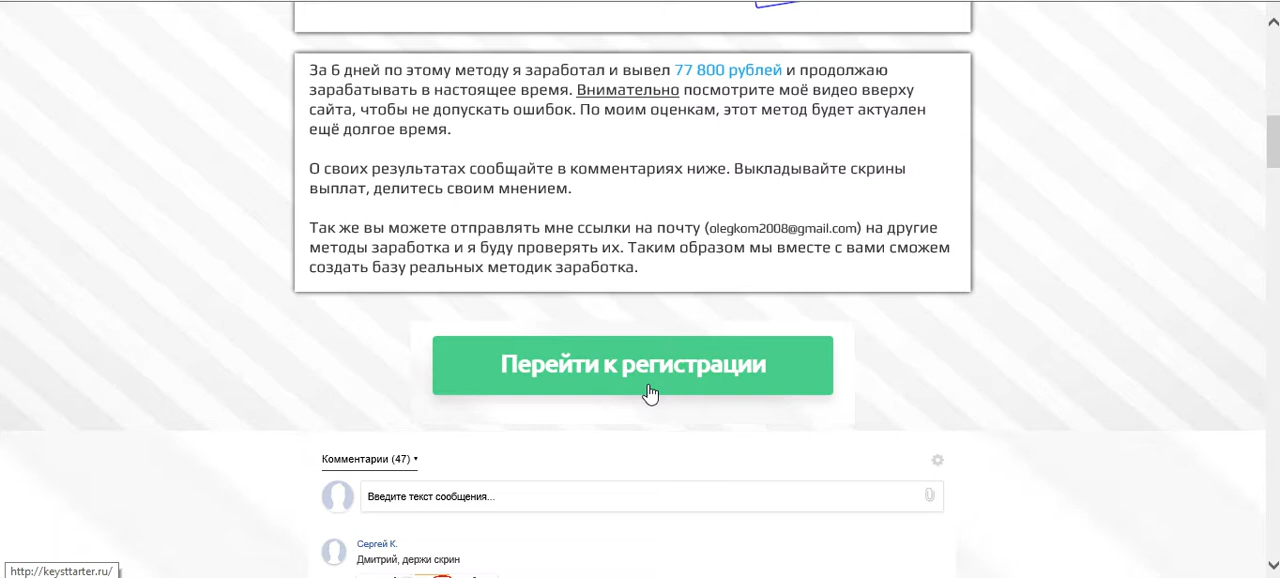 За 6 дней по этому методу я заработал и вывел 77 800 рублей и продолжаю
зарабатывать в настоящее время. Внимательно посмотрите моё видео вверху
сайта, чтобы не допускать ошибок. По моим оценкам, этот метод будет актуален
ещё долгое время.
О своих результатах сообщайте в комментариях ниже. Выкладывайте скрины
выплат, делитесь своим мнением.
Так же вы можете отправлять мне ссылки на почту (olegkom2008@gmail.com) на другие
методы заработка и я буду проверять их. Таким образом мы вместе с вами сможем
создать базу реальных методик заработка.
Перейти к регистрации
Комментарии (47)
Введите текст сообщения...
Сергей К.
Дмитрий, держи скрин
http://keysttarter.ru/